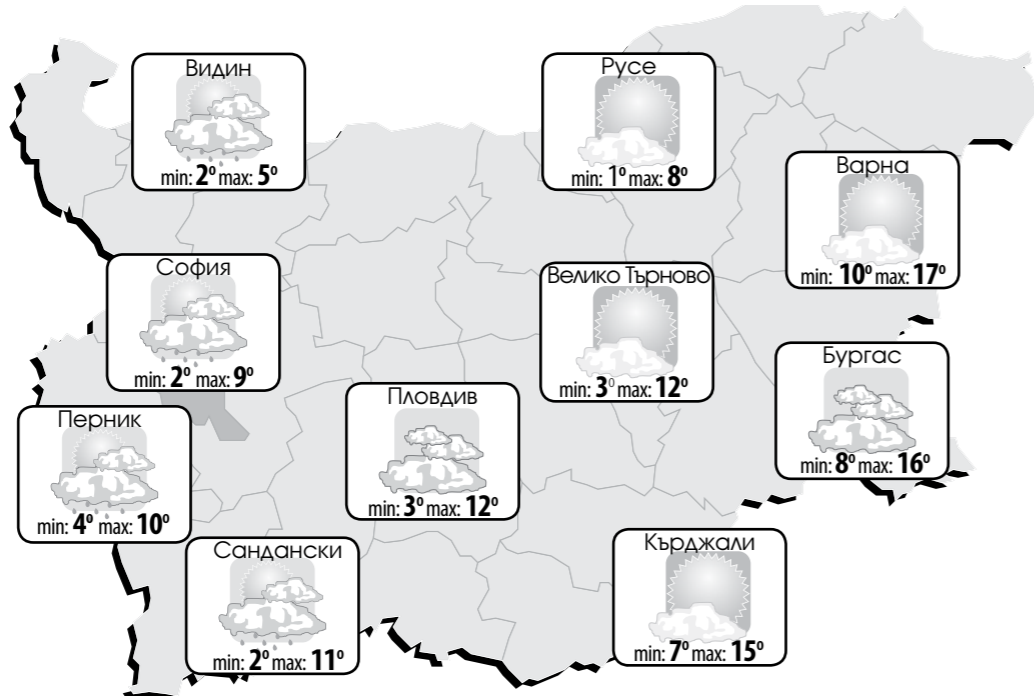 Видин
min: 2° max: 5°
Русе
min: 1° max: 8°
Варна
min: 10° max: 17°
София
min: 2° max: 9°
Велико Търново
min: 3° max: 12°
Бургас
min: 8° max: 16°
Пловдив
min: 3° max: 12°
Перник
min: 4° max: 10°
Сандански
min: 2° max: 11°
Кърджали
min: 7° max: 15°